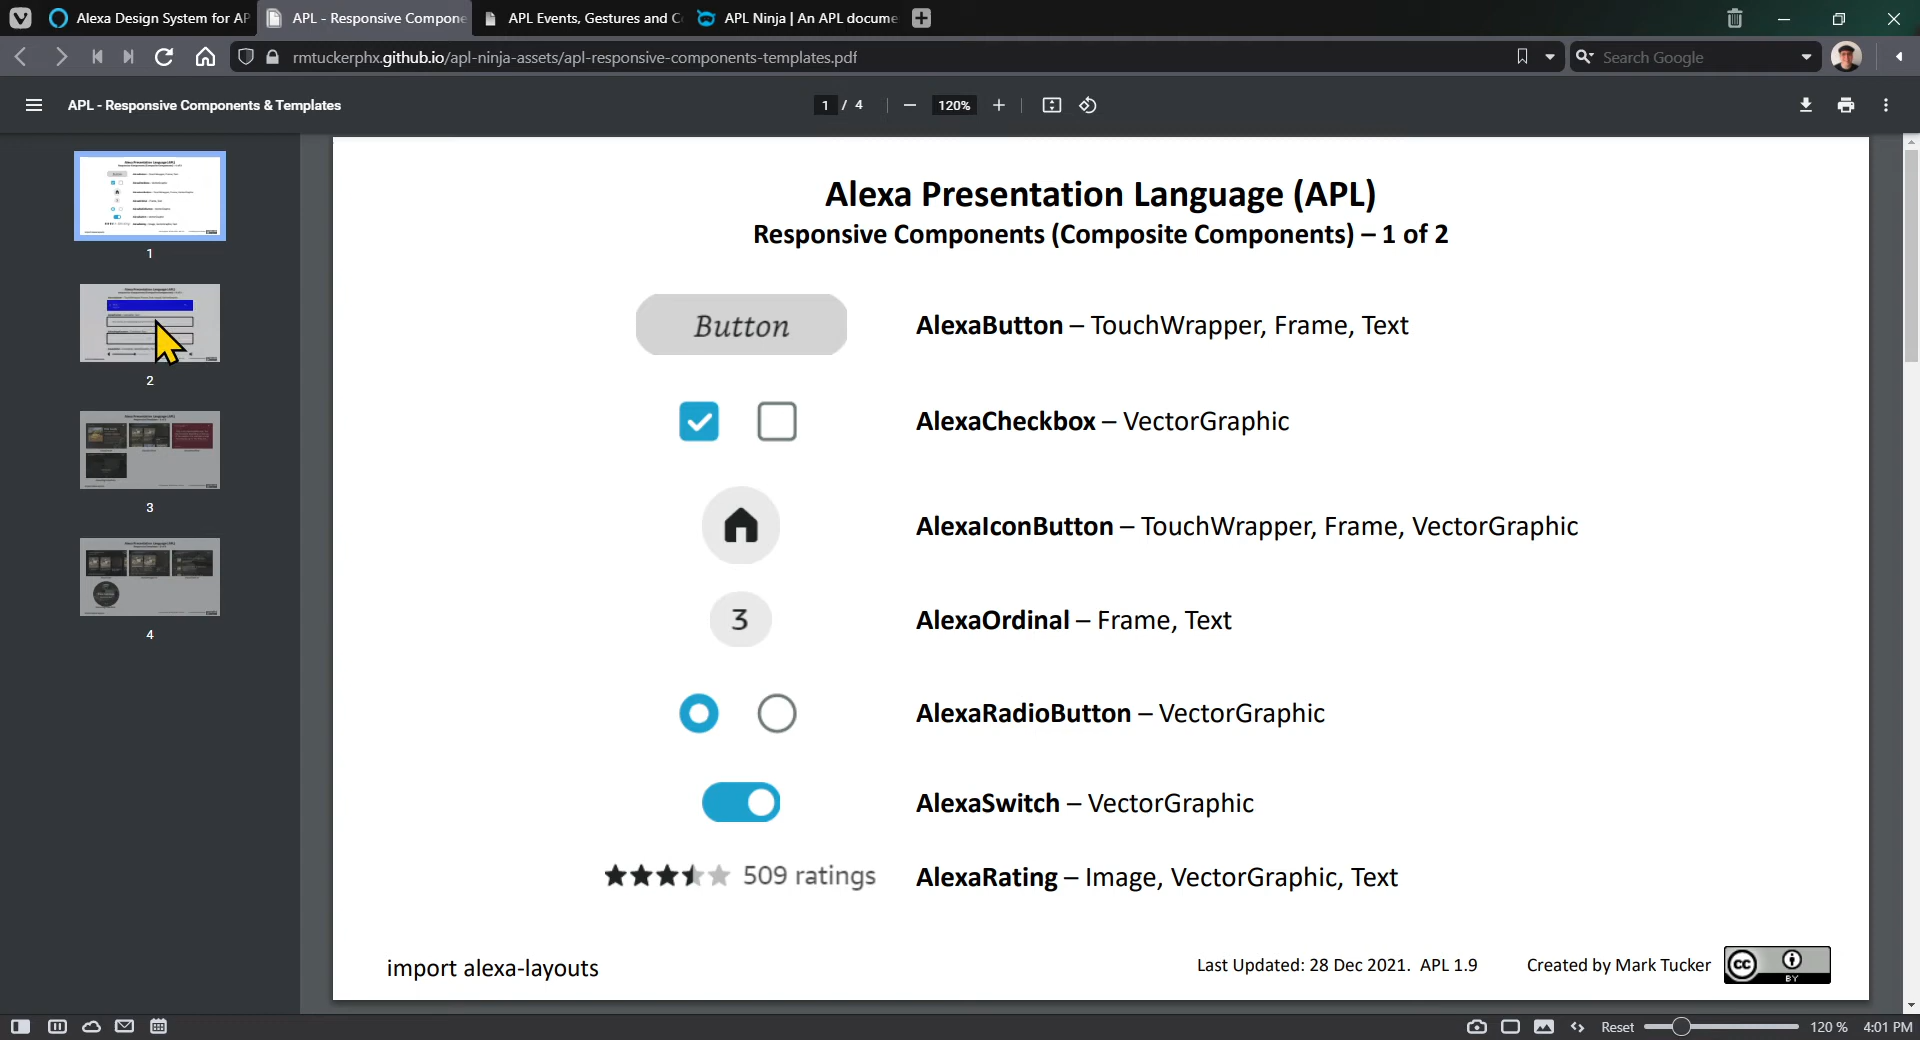 Alexa Design System for AP
APL - Responsive Compone
APL Events, Gestures and C
APL Ninja | An APL docume
rmtuckerphx.github.io/apl-ninja-assets/apl-responsive-components-templates.pdf
Search Google
APL - Responsive Components & Templates
1 / 4
120%
1
2
3
4
Alexa Presentation Language (APL)
Responsive Components (Composite Components) – 1 of 2
Button
AlexaButton – TouchWrapper, Frame, Text
AlexaCheckbox – VectorGraphic
AlexaIconButton – TouchWrapper, Frame, VectorGraphic
3
AlexaOrdinal – Frame, Text
AlexaRadioButton – VectorGraphic
AlexaSwitch – VectorGraphic
509 ratings
AlexaRating – Image, VectorGraphic, Text
import alexa-layouts
Last Updated: 28 Dec 2021. APL 1.9
Created by Mark Tucker
cc
BY
Reset
120 %
4:01 PM